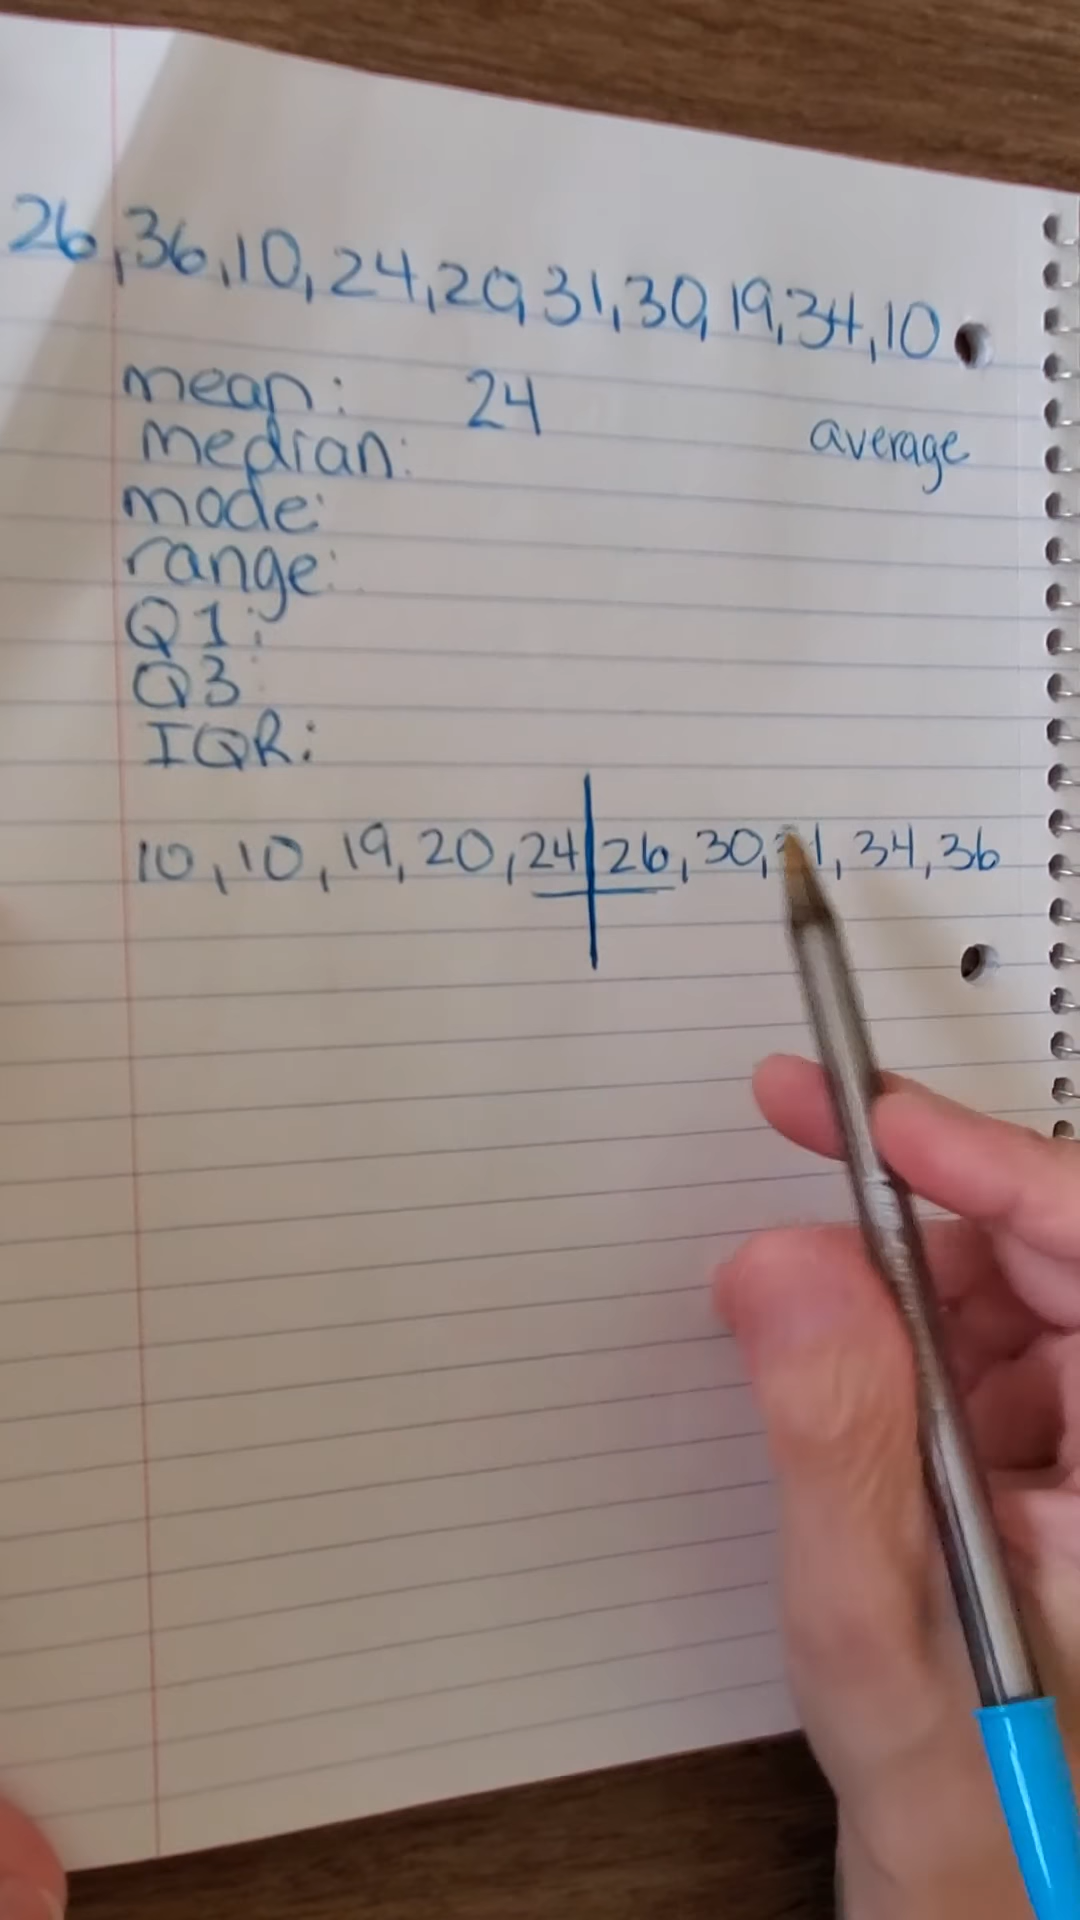 26,36,10,24,20,31,30,19,34,10
mean: 24
average
median:
mode:
range:
Q1:
Q3
IQR:
10,10,19,20,24|26,30,31,34,36